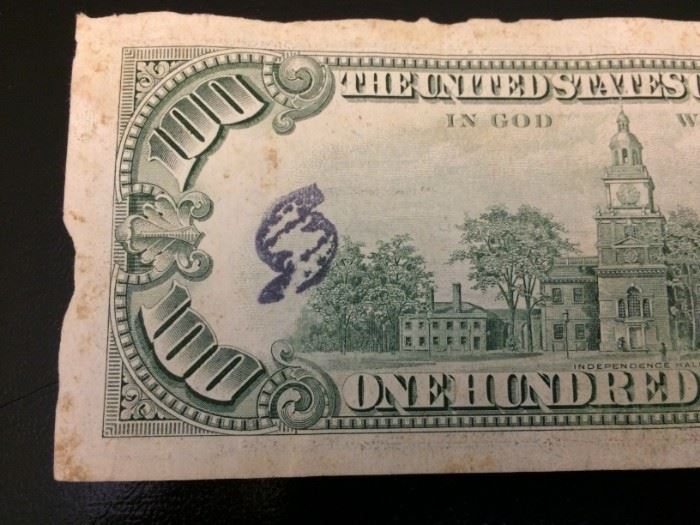 100
THE UNITED STATES
IN GOD
W
INDEPENDENCE HALL
100
ONE HUNDRED